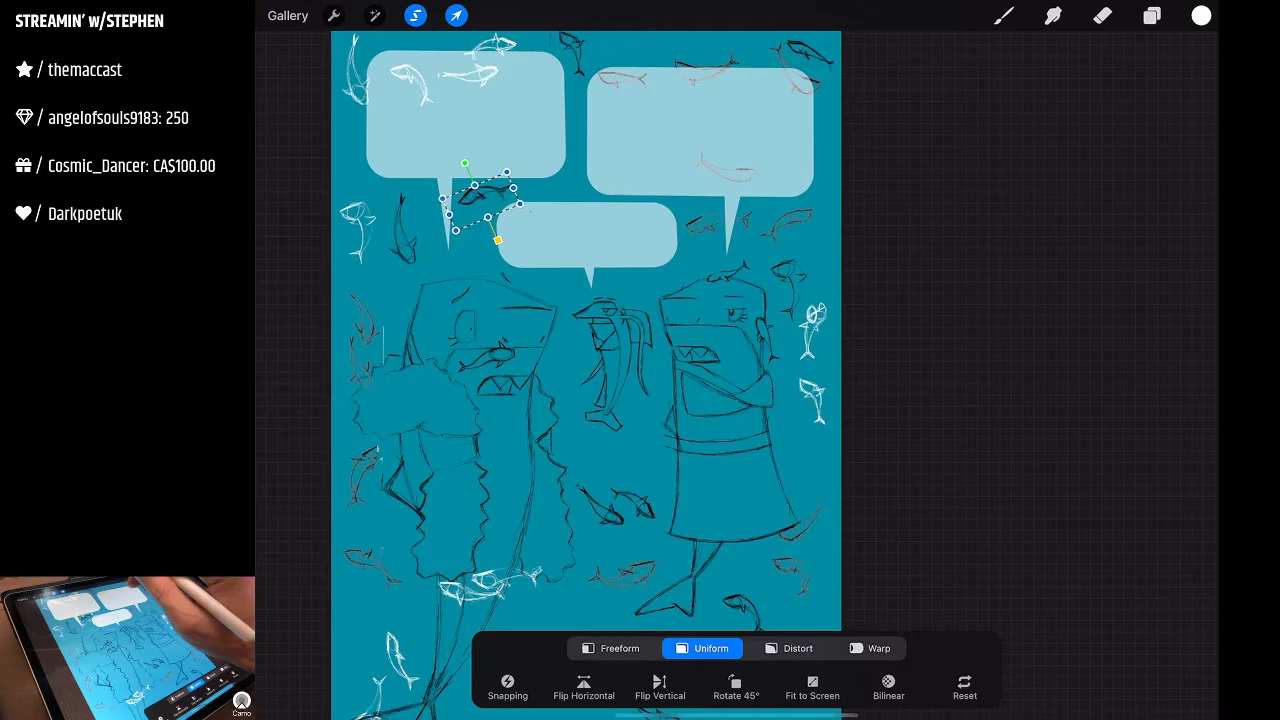 STREAMIN' w/STEPHEN
/ themaccast
/ angelofsouls9183: 250
/ Cosmic_Dancer: CA$100.00
/ Darkpoetuk
Gallery
Freeform
Uniform
Distort
Warp
Snapping
Flip Horizontal
Flip Vertical
Rotate 45°
Fit to Screen
Bilinear
Reset
Camo